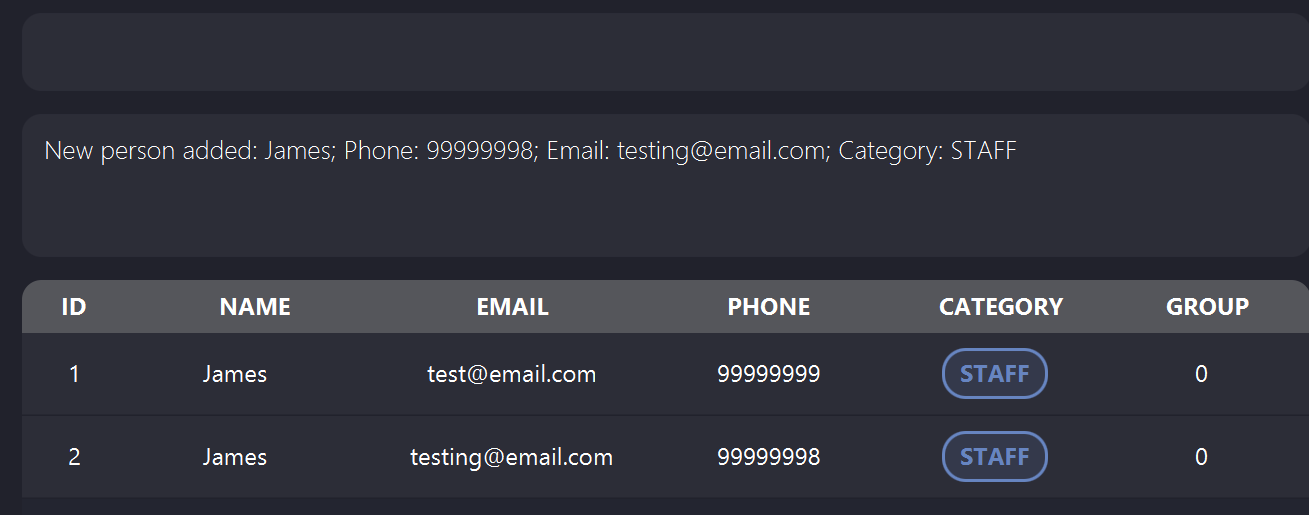 New person added: James; Phone: 99999998; Email: testing@email.com; Category: STAFF
ID NAME EMAIL PHONE CATEGORY GROUP
1 James test@email.com 99999999 STAFF 0
2 James testing@email.com 99999998 STAFF 0